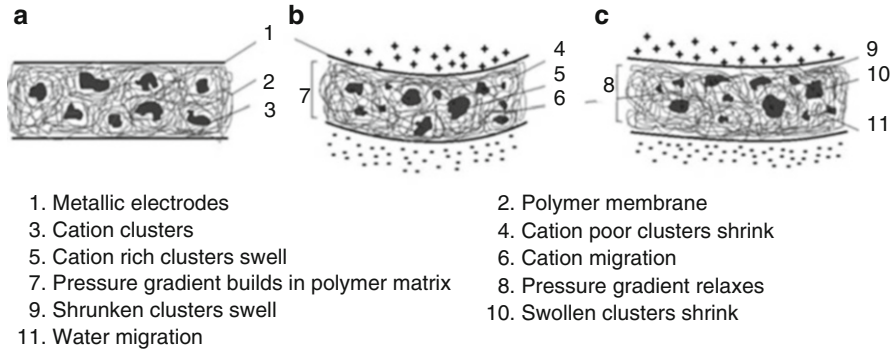 a
b
c
1
2
3
4
5
6
7
8
9
10
11
1. Metallic electrodes
2. Polymer membrane
3. Cation clusters
4. Cation poor clusters shrink
5. Cation rich clusters swell
6. Cation migration
7. Pressure gradient builds in polymer matrix
8. Pressure gradient relaxes
9. Shrunken clusters swell
10. Swollen clusters shrink
11. Water migration